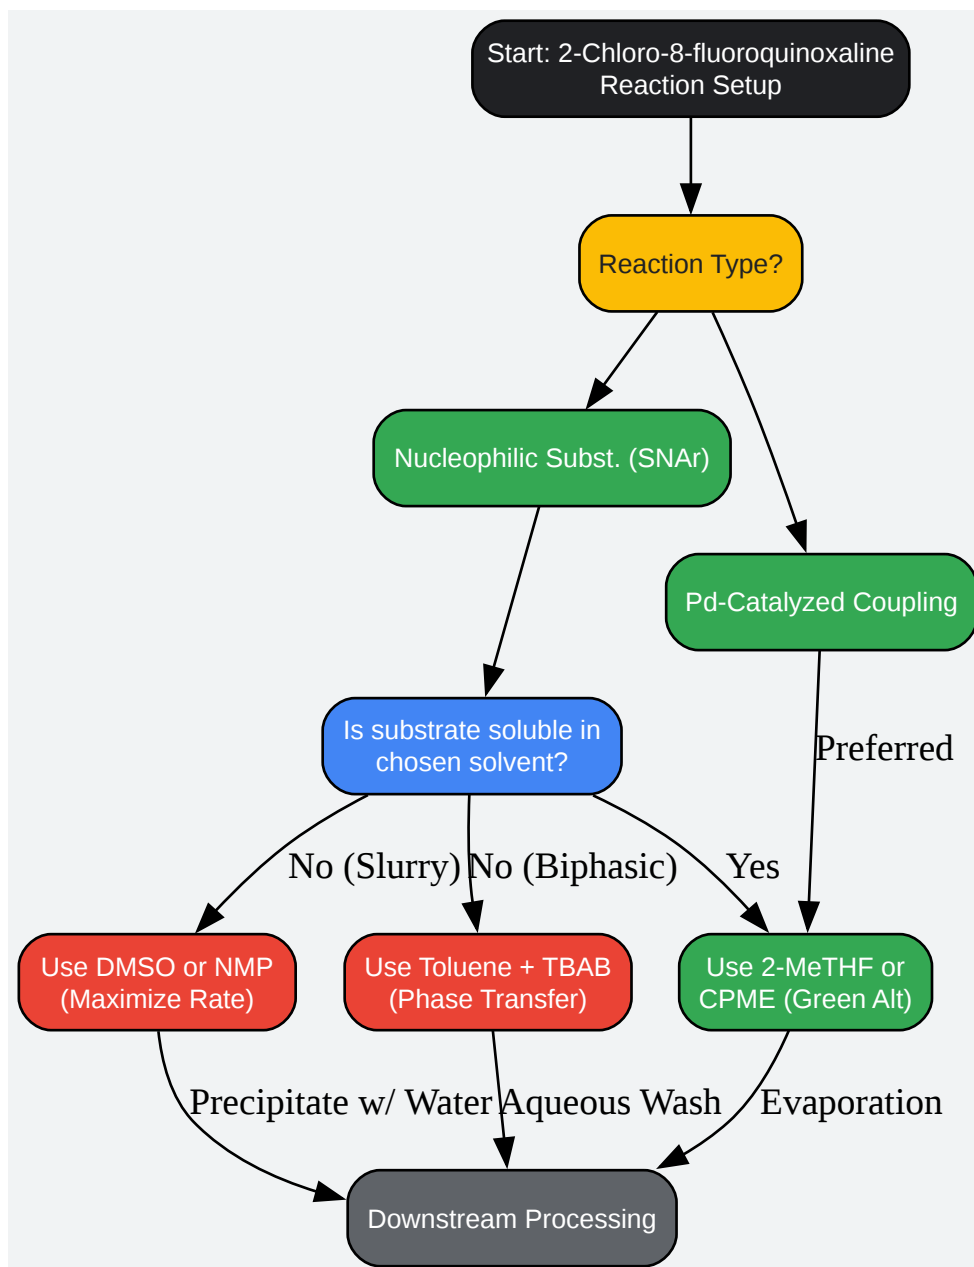 Start: 2-Chloro-8-fluoroquinoxaline
Reaction Setup
Reaction Type?
Nucleophilic Subst. (SNAr)
Pd-Catalyzed Coupling
Is substrate soluble in
chosen solvent?
Preferred
No (Slurry)
No (Biphasic)
Yes
Use DMSO or NMP
(Maximize Rate)
Use Toluene + TBAB
(Phase Transfer)
Use 2-MeTHF or
CPME (Green Alt)
Precipitate w/ Water
Aqueous Wash
Evaporation
Downstream Processing